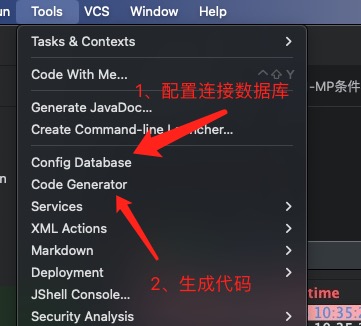 un
Tools
VCS
Window
Help
Tasks & Contexts
Code With Me...
⌃⇧Y
-MP条件
1、配置连接数据库
Generate JavaDoc...
Create Command-line Launcher...
Config Database
n
Code Generator
Services
XML Actions
Markdown
Deployment
2、生成代码
JShell Console...
time
Security Analysis
10:35.2